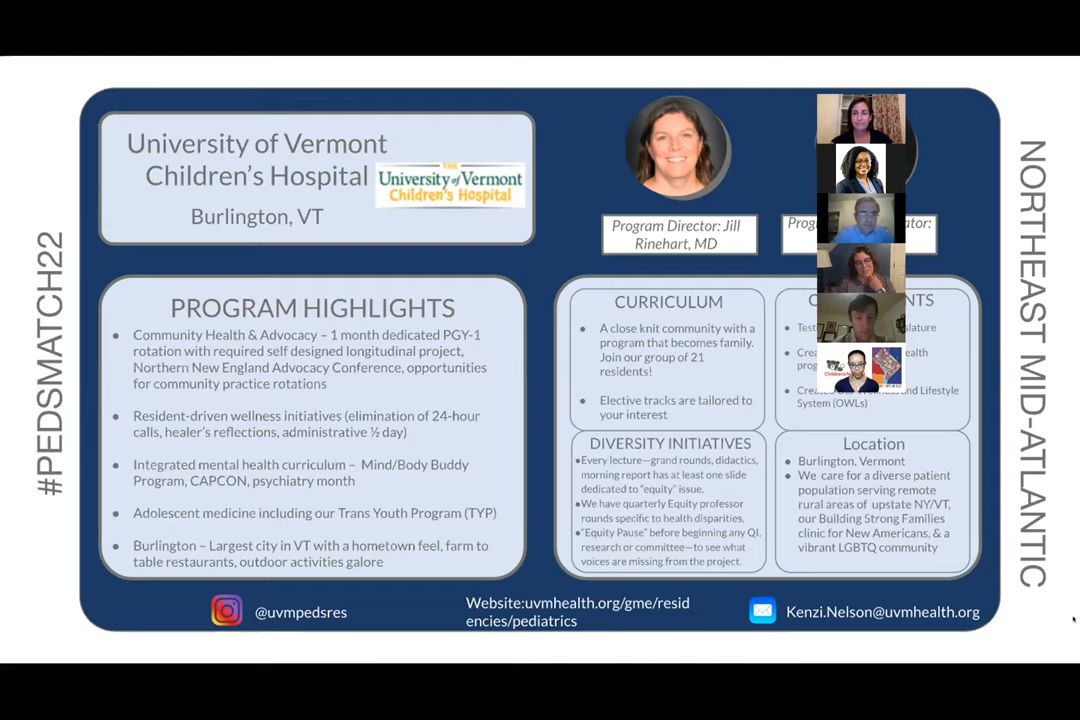 #PEDSMATCH22
University of Vermont
Children's Hospital
Burlington, VT
THE
University of Vermont
Children's Hospital
Program Director: Jill
Rinehart, MD
PROGRAM HIGHLIGHTS
● Community Health & Advocacy – 1 month dedicated PGY-1
rotation with required self designed longitudinal project,
Northern New England Advocacy Conference, opportunities
for community practice rotations
● Resident-driven wellness initiatives (elimination of 24-hour
calls, healer's reflections, administrative ½ day)
● Integrated mental health curriculum – Mind/Body Buddy
Program, CAPCON, psychiatry month
● Adolescent medicine including our Trans Youth Program (TYP)
● Burlington – Largest city in VT with a hometown feel, farm to
table restaurants, outdoor activities galore
CURRICULUM
● A close knit community with a
program that becomes family.
Join our group of 21
residents!
● Elective tracks are tailored to
your interest
and Lifestyle
System (OWLs)
DIVERSITY INITIATIVES
●Every lecture—grand rounds, didactics,
morning report has at least one slide
dedicated to "equity" issue.
●We have quarterly Equity professor
rounds specific to health disparities.
●"Equity Pause" before beginning any QI,
research or committee—to see what
voices are missing from the project.
Location
● Burlington, Vermont
● We care for a diverse patient
population serving remote
rural areas of upstate NY/VT,
our Building Strong Families
clinic for New Americans, & a
vibrant LGBTQ community
@uvmpedsres
Website:uvmhealth.org/gme/resid
encies/pediatrics
Kenzi.Nelson@uvmhealth.org
NORTHEAST MID-ATLANTIC